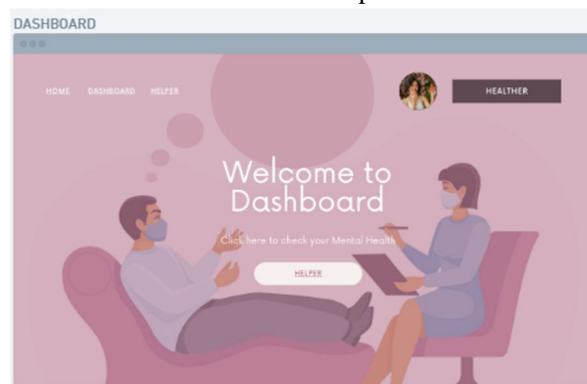 DASHBOARD
HOME DASHBOARD HELPER
HEALTHER
Welcome to
Dashboard
Click here to check your Mental Health
HELPER